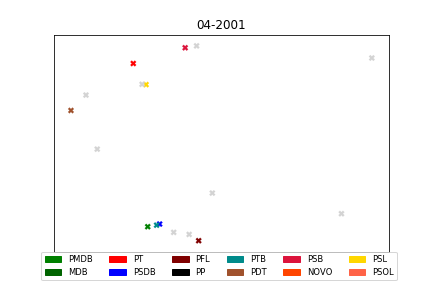 04-2001
PMDB PT PFL PTB PSB PSL
MDB PSDB PP PDT NOVO PSOL